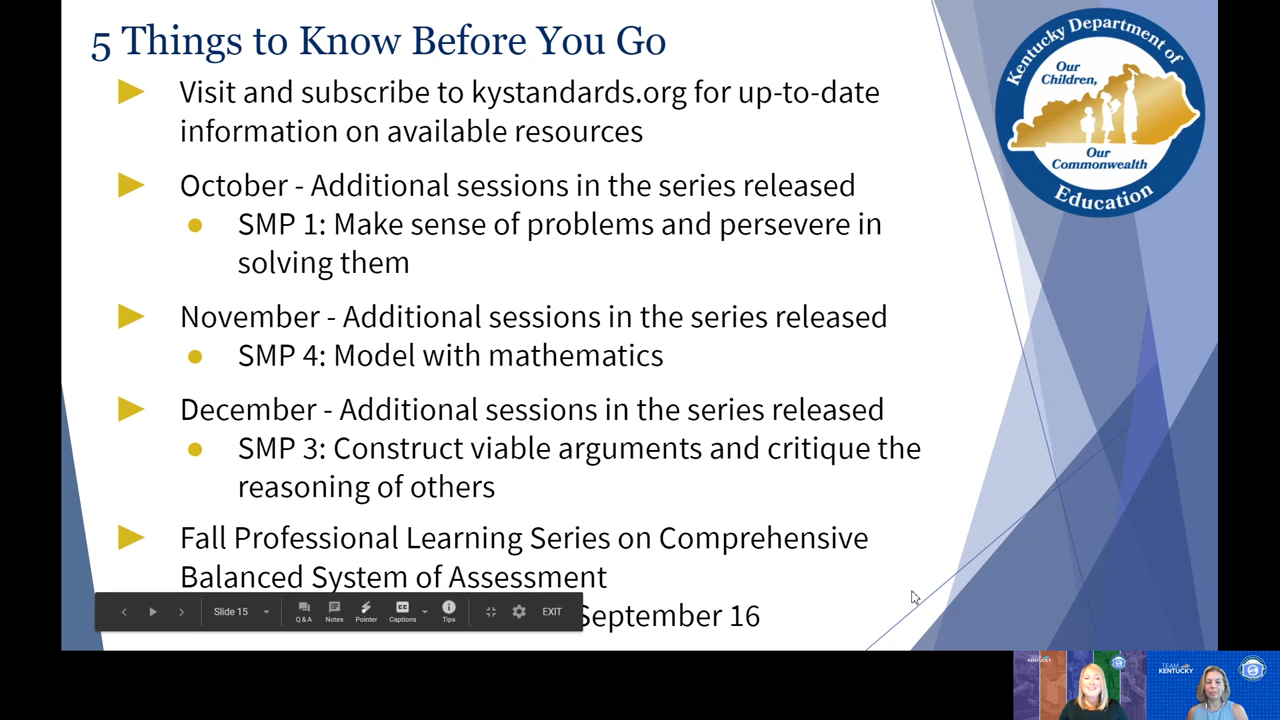 5 Things to Know Before You Go
Visit and subscribe to kystandards.org for up-to-date
information on available resources
October - Additional sessions in the series released
SMP 1: Make sense of problems and persevere in
solving them
November - Additional sessions in the series released
SMP 4: Model with mathematics
December - Additional sessions in the series released
SMP 3: Construct viable arguments and critique the
reasoning of others
Fall Professional Learning Series on Comprehensive
Balanced System of Assessment
September 16
Kentucky Department of
Our
Children,
Our
Commonwealth
Education
Slide 15
Q & A
Notes
Pointer
CC
Captions
Tips
EXIT
TEAM
KENTUCKY
TEAM
KENTUCKY